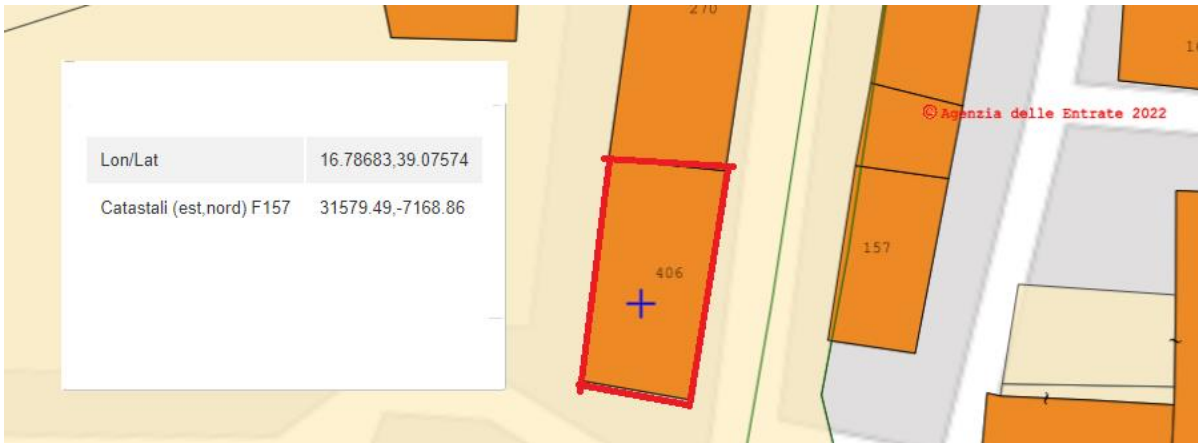 270
© Agenzia delle Entrate 2022
Lon/Lat 16.78683,39.07574
Catastali (est,nord) F157 31579.49,-7168.86
157
406